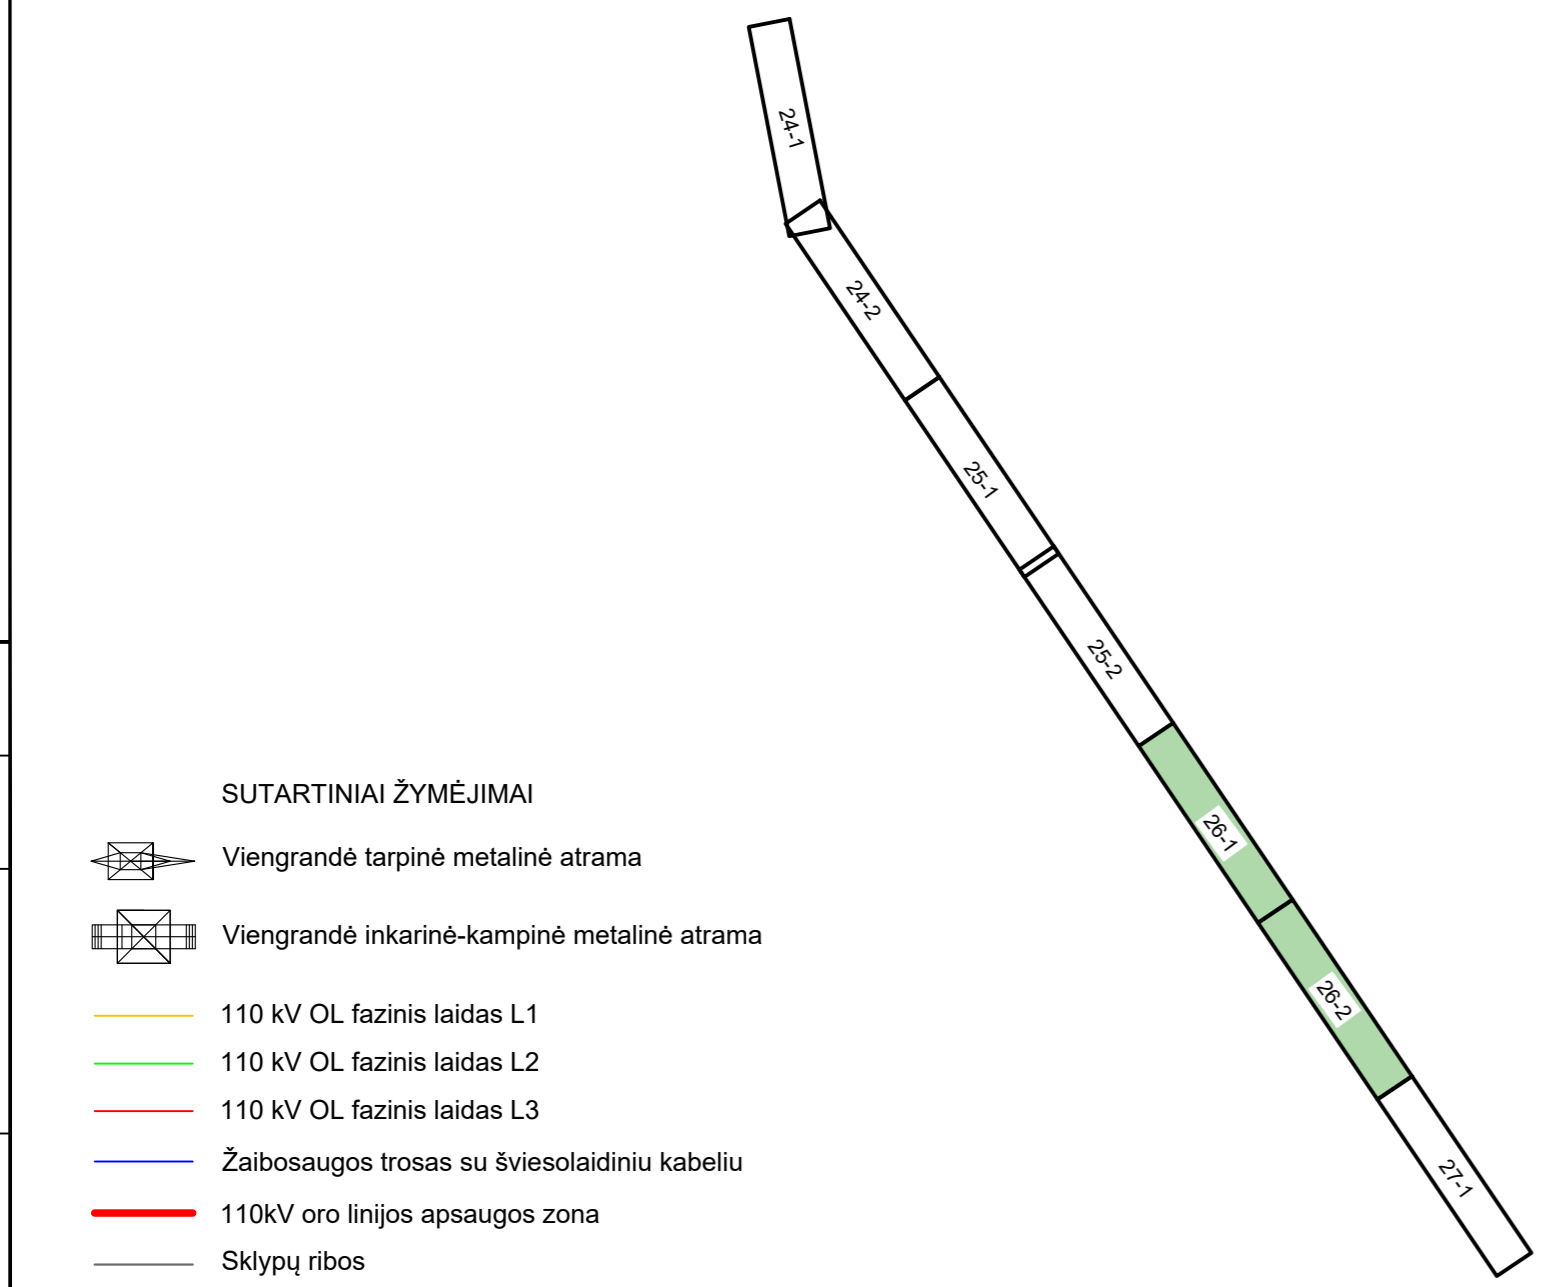 24-1
24-2
25-1
25-2
26-1
26-2
27-1
SUTARTINIAI ŽYMĖJIMAI
Viengrandė tarpinė metalinė atrama
Viengrandė inkarinė-kampinė metalinė atrama
110 kV OL fazinis laidas L1
110 kV OL fazinis laidas L2
110 kV OL fazinis laidas L3
Žaibosaugos trosas su šviesolaidiniu kabeliu
110kV oro linijos apsaugos zona
Sklypų ribos